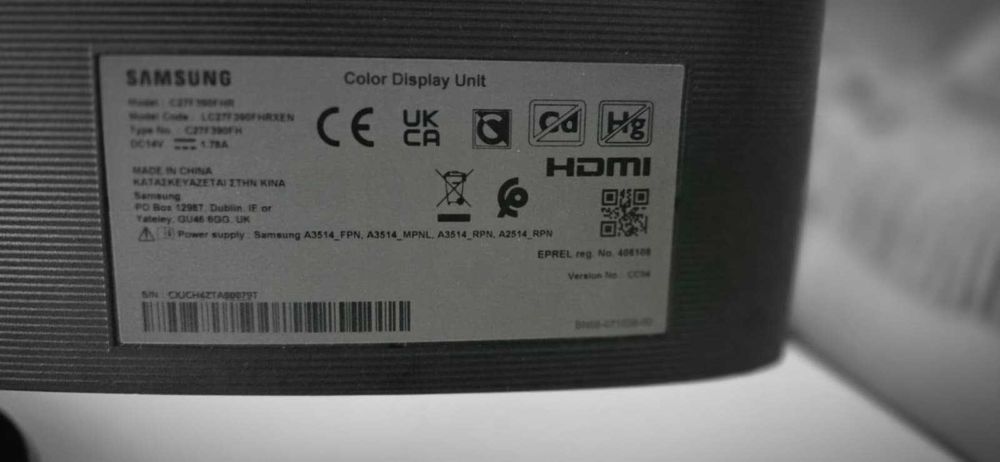 SAMSUNG
Color Display Unit
Model : C27F390FHR
Model Code : LC27F390FHRXEN
Type No. : C27F390FH
DC14V 1.78A
CE
UK
CA
Cd
Hg
HDMI
MADE IN CHINA
ΚΑΤΑΣΚΕΥΑΖΕΤΑΙ ΣΤΗΝ ΚΙΝΑ
Samsung
PO Box 12987, Dublin. IE or
Yateley, GU46 6GG. UK
Power supply : Samsung A3514_FPN, A3514_MPNL, A3514_RPN, A2514_RPN
EPREL reg. No. 408108
Version No. : CC04
S/N :